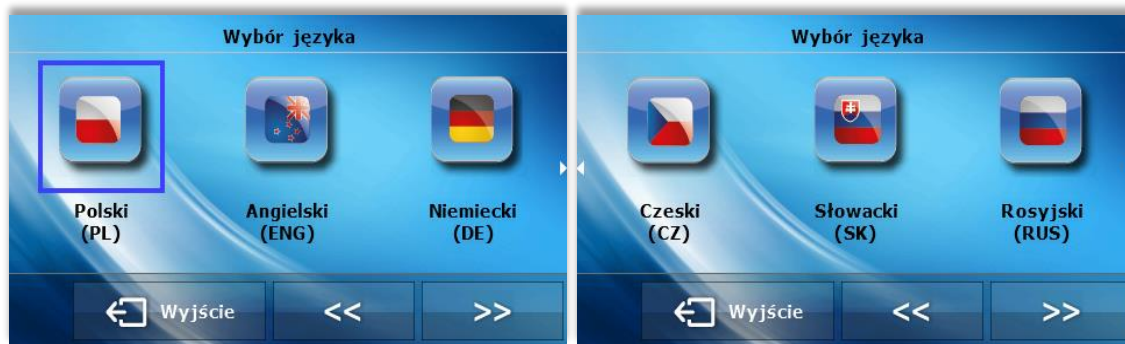 Wybór języka
Polski
(PL)
Angielski
(ENG)
Niemiecki
(DE)
Wyjście
<<
>>
Wybór języka
Czeski
(CZ)
Słowacki
(SK)
Rosyjski
(RUS)
Wyjście
<<
>>